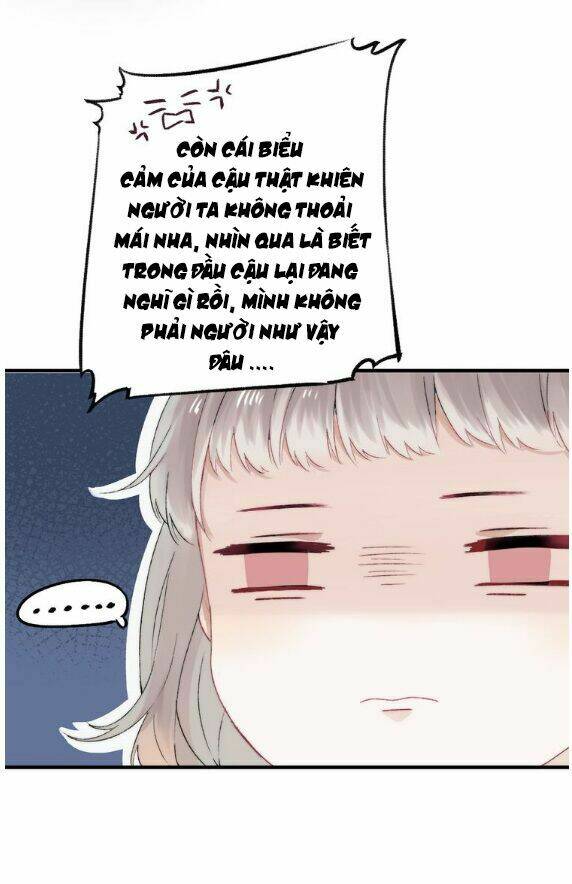 CÒN CÁI BIỂU
CẢM CỦA CẬU THẬT KHIÊN
NGƯỜI TA KHÔNG THOẢI
MÁI NHA, NHÌN QUA LÀ BIẾT
TRONG ĐẦU CẬU LẠI ĐANG
NGHĨ GÌ RỒI, MÌNH KHÔNG
PHẢI NGƯỜI NHƯ VẬY
ĐÂU ....
......